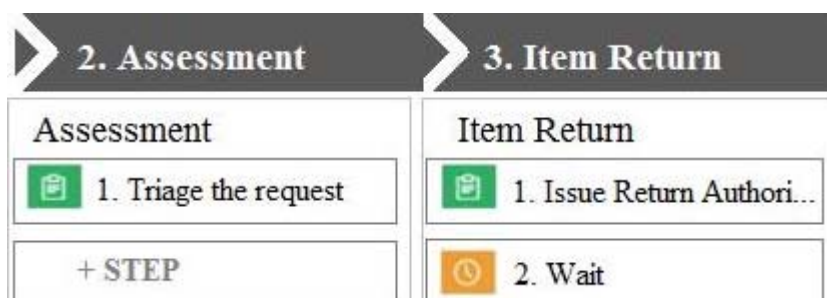 2. Assessment
3. Item Return
Assessment
1. Triage the request
+ STEP
Item Return
1. Issue Return Authori...
2. Wait